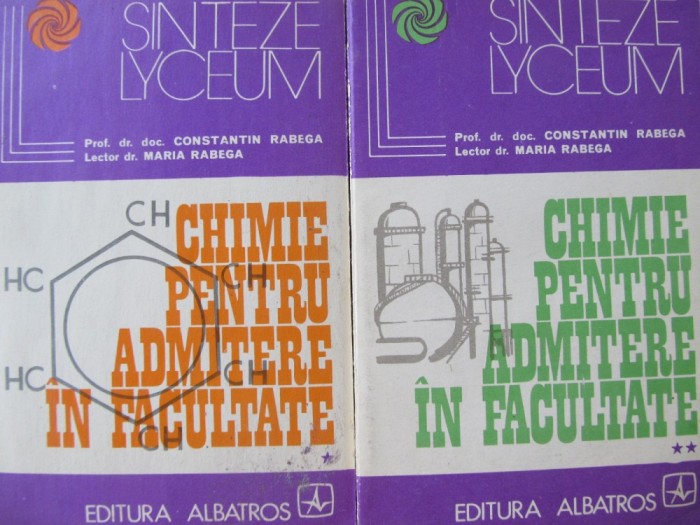 SINTEZE
LYCEUM
Prof. dr. doc. CONSTANTIN RABEGA
Lector dr. MARIA RABEGA
CH
HC
CH
HC
CH
CH
CHIMIE
PENTRU
ADMITERE
ÎN FACULTATE
★
EDITURA ALBATROS
SINTEZE
LYCEUM
Prof. dr. doc. CONSTANTIN RABEGA
Lector dr. MARIA RABEGA
CHIMIE
PENTRU
ADMITERE
ÎN FACULTATE
★★
EDITURA ALBATROS